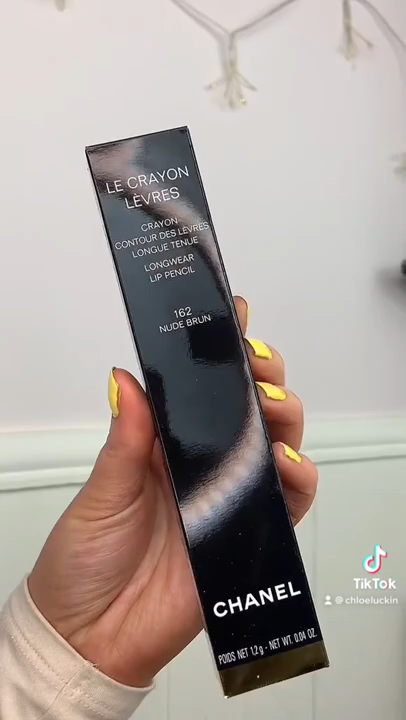 LE CRAYON
LÈVRES
CRAYON
CONTOUR DES LÈVRES
LONGUE TENUE
LONGWEAR
LIP PENCIL
162
NUDE BRUN
CHANEL
POIDS NET 1,2 g - NET WT. 0.04 OZ.
TikTok
@chloeluckin